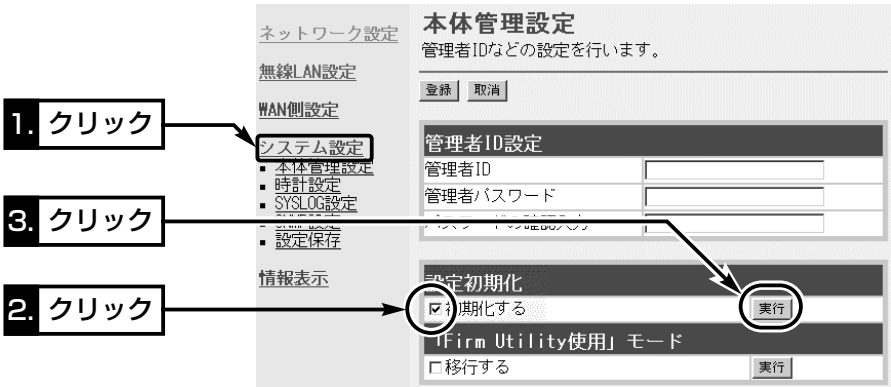 1. クリック
3. クリック
2. クリック
ネットワーク設定
無線LAN設定
WAN側設定
システム設定
本体管理設定
時計設定
SYSLOG設定
設定保存
情報表示
本体管理設定
管理者IDなどの設定を行います。
登録 取消
管理者ID設定
管理者ID
管理者パスワード
設定初期化
初期化する 実行
「Firm Utility使用」モード
移行する 実行